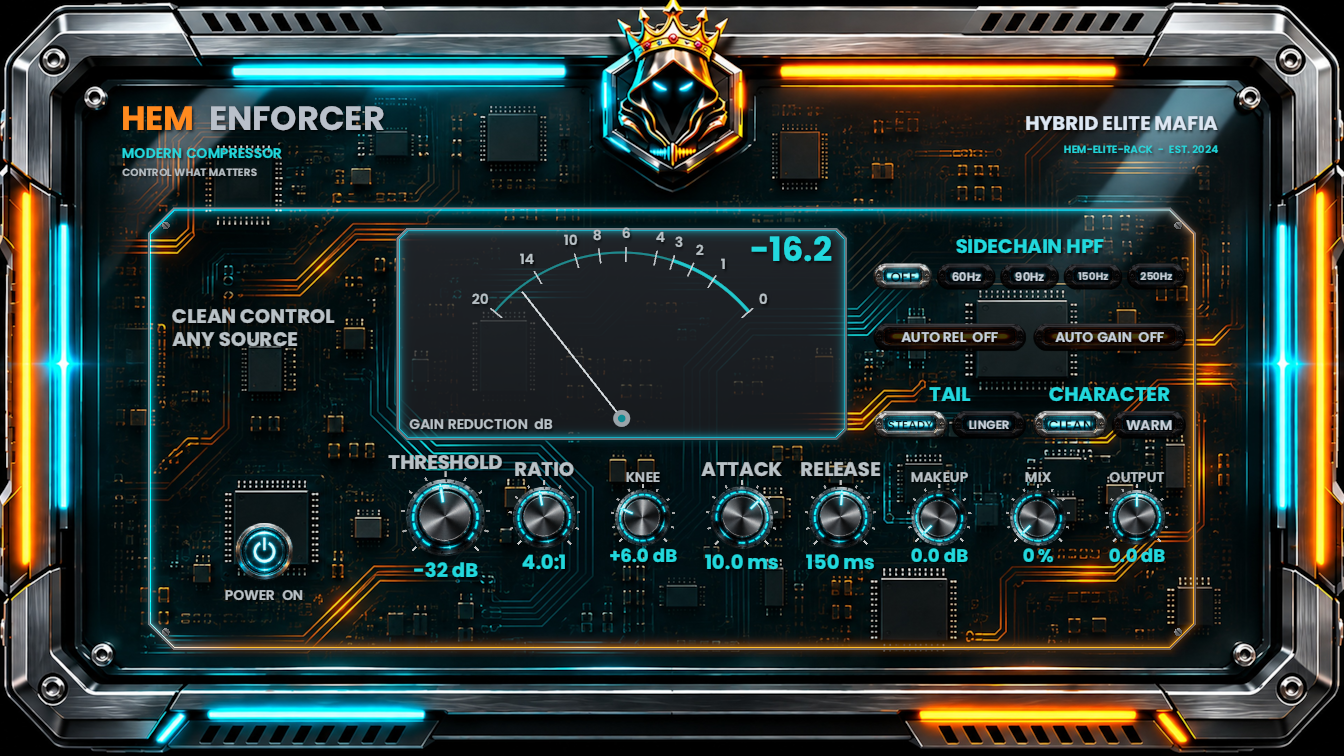 HEM ENFORCER
MODERN COMPRESSOR
CONTROL WHAT MATTERS
HYBRID ELITE MAFIA
HEM-ELITE-RACK - EST. 2024
20 14 10 8 6 4 3 2 1 0
-16.2
GAIN REDUCTION dB
CLEAN CONTROL
ANY SOURCE
SIDECHAIN HPF
OFF 60Hz 90Hz 150Hz 250Hz
AUTO REL OFF AUTO GAIN OFF
TAIL CHARACTER
STEADY LINGER CLEAN WARM
THRESHOLD RATIO KNEE ATTACK RELEASE MAKEUP MIX OUTPUT
-32 dB 4.0:1 +6.0 dB 10.0 ms 150 ms 0.0 dB 0 % 0.0 dB
POWER ON